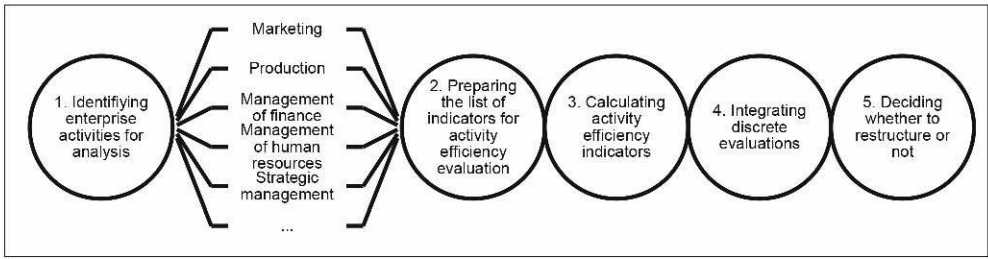 1. Identifiying
enterprise
activities for
analysis
Marketing
Production
Management
of finance
Management
of human
resources
Strategic
management
...
2. Preparing
the list of
indicators for
activity
efficiency
evaluation
3. Calculating
activity
efficiency
indicators
4. Integrating
discrete
evaluations
5. Deciding
whether to
restructure or
not